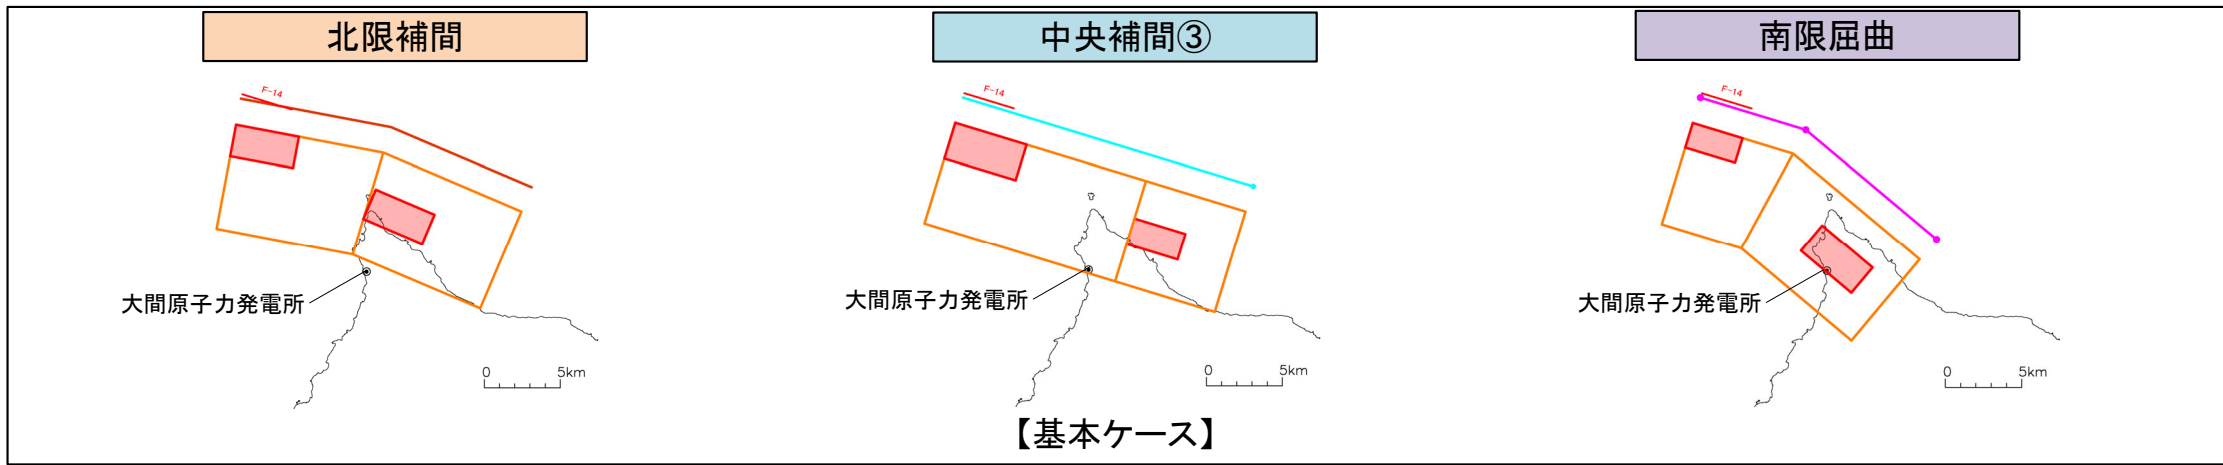 北限補間
中央補間③
南限屈曲
F-14
F-14
F-14
大間原子力発電所
大間原子力発電所
大間原子力発電所
0 5km
0 5km
0 5km
【基本ケース】